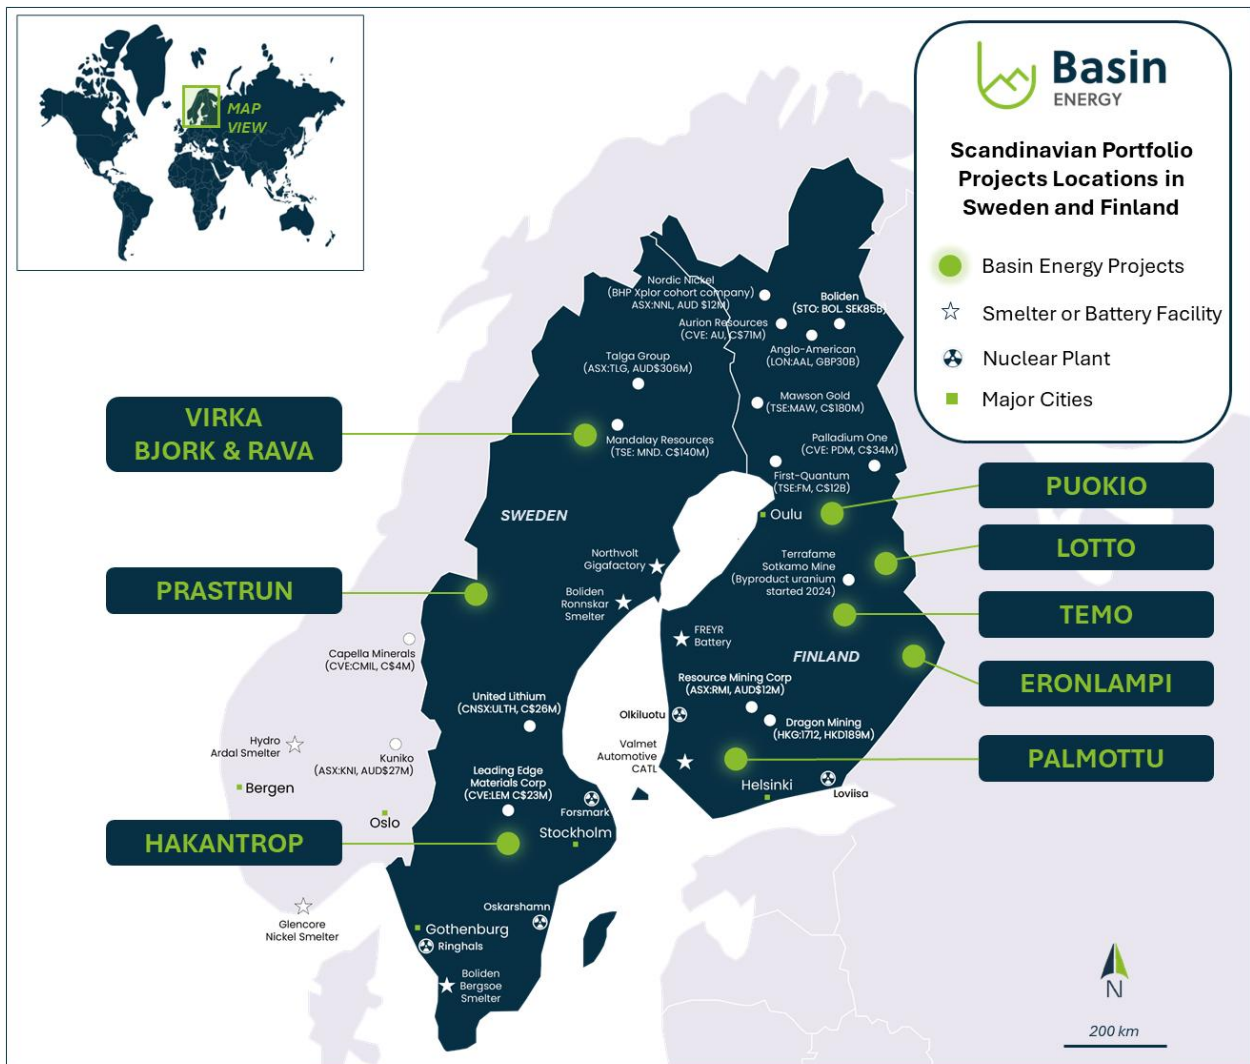 MAP
VIEW
Basin
ENERGY
Scandinavian Portfolio
Projects Locations in
Sweden and Finland
Basin Energy Projects
Smelter or Battery Facility
Nuclear Plant
Major Cities
Nordic Nickel
(BHP Xplor cohort company)
ASX:NNL, AUD $12M
Boliden
(STO: BOL. SEK85B)
Aurion Resources
(CVE: AU, C$71M)
Anglo-American
(LON:AAL, GBP30B)
Talga Group
(ASX:TLG, AUD$306M)
Mawson Gold
(TSE:MAW, C$180M)
VIRKA
BJORK & RAVA
Mandalay Resources
(TSE: MND. C$140M)
Palladium One
(CVE: PDM, C$34M)
First-Quantum
(TSE:FM, C$12B)
PUOKIO
SWEDEN
Oulu
LOTTO
Northvolt
Gigafactory
Terrafame
Sotkamo Mine
(Byproduct uranium
started 2024)
PRASTRUN
Boliden
Ronnskar
Smelter
TEMO
FREYR
Battery
FINLAND
Capella Minerals
(CVE:CMIL, C$4M)
Resource Mining Corp
(ASX:RMI, AUD$12M)
ERONLAMPI
United Lithium
(CNSX:ULTH, C$26M)
Olkiluotu
Dragon Mining
(HKG:1712, HKD189M)
Hydro
Ardal Smelter
Kuniko
(ASX:KNI, AUD$27M)
Valmet
Automotive
CATL
PALMOTTU
Leading Edge
Materials Corp
(CVE:LEM C$23M)
Bergen
Helsinki
Loviisa
Forsmark
Oslo
Stockholm
HAKANTROP
Oskarshamn
Glencore
Nickel Smelter
Gothenburg
Ringhals
Boliden
Bergsoe
Smelter
N
200 km